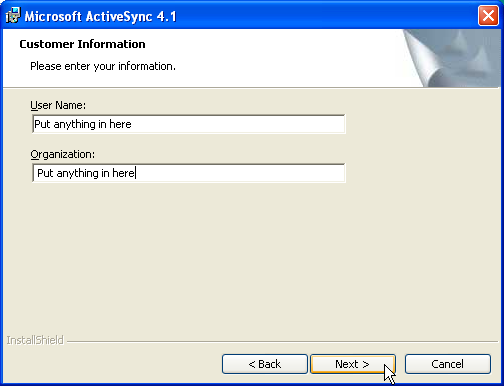 Microsoft ActiveSync 4.1
Customer Information
Please enter your information.
User Name:
Put anything in here
Organization:
Put anything in here
InstallShield
< Back
Next >
Cancel